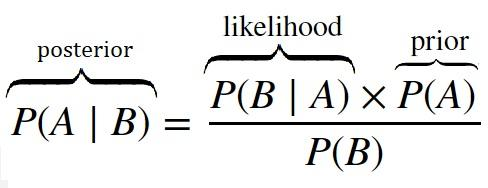 posterior likelihood prior
P(A | B) = P(B | A) × P(A)
P(B)